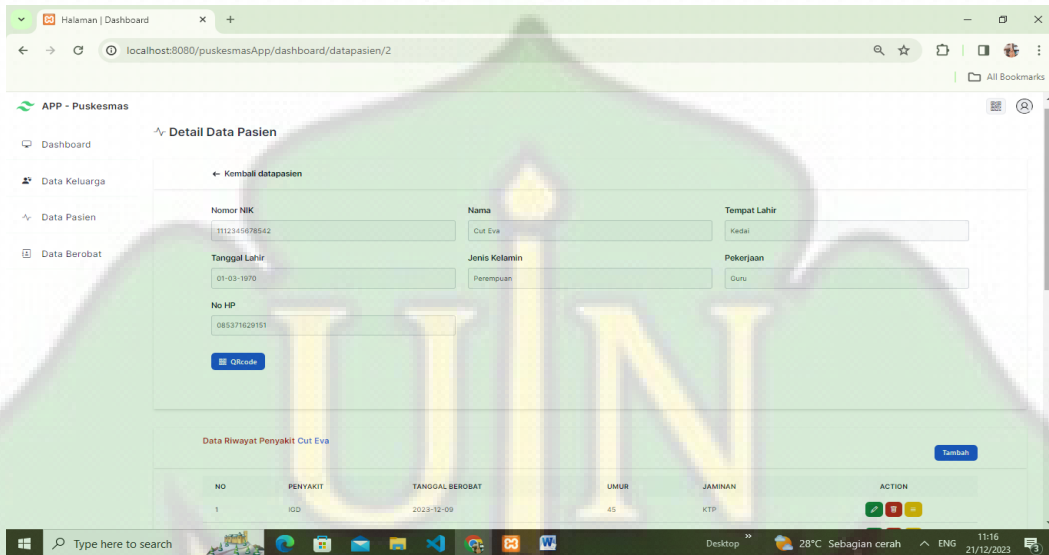 Halaman | Dashboard
localhost:8080/puskesmasApp/dashboard/datapasien/2
All Bookmarks
APP - Puskesmas
Dashboard
Data Keluarga
Data Pasien
Data Berobat
Detail Data Pasien
← Kembali datapasien
Nomor NIK Nama Tempat Lahir
1112345678542 Cut Eva Kedai
Tanggal Lahir Jenis Kelamin Pekerjaan
01-03-1970 Perempuan Guru
No HP
085371629151
QRcode
Data Riwayat Penyakit Cut Eva
Tambah
NO PENYAKIT TANGGAL BEROBAT UMUR JAMINAN ACTION
1 IGD 2023-12-09 45 KTP
UIN
Type here to search Desktop 28°C Sebagian cerah ENG 11:16
21/12/2023